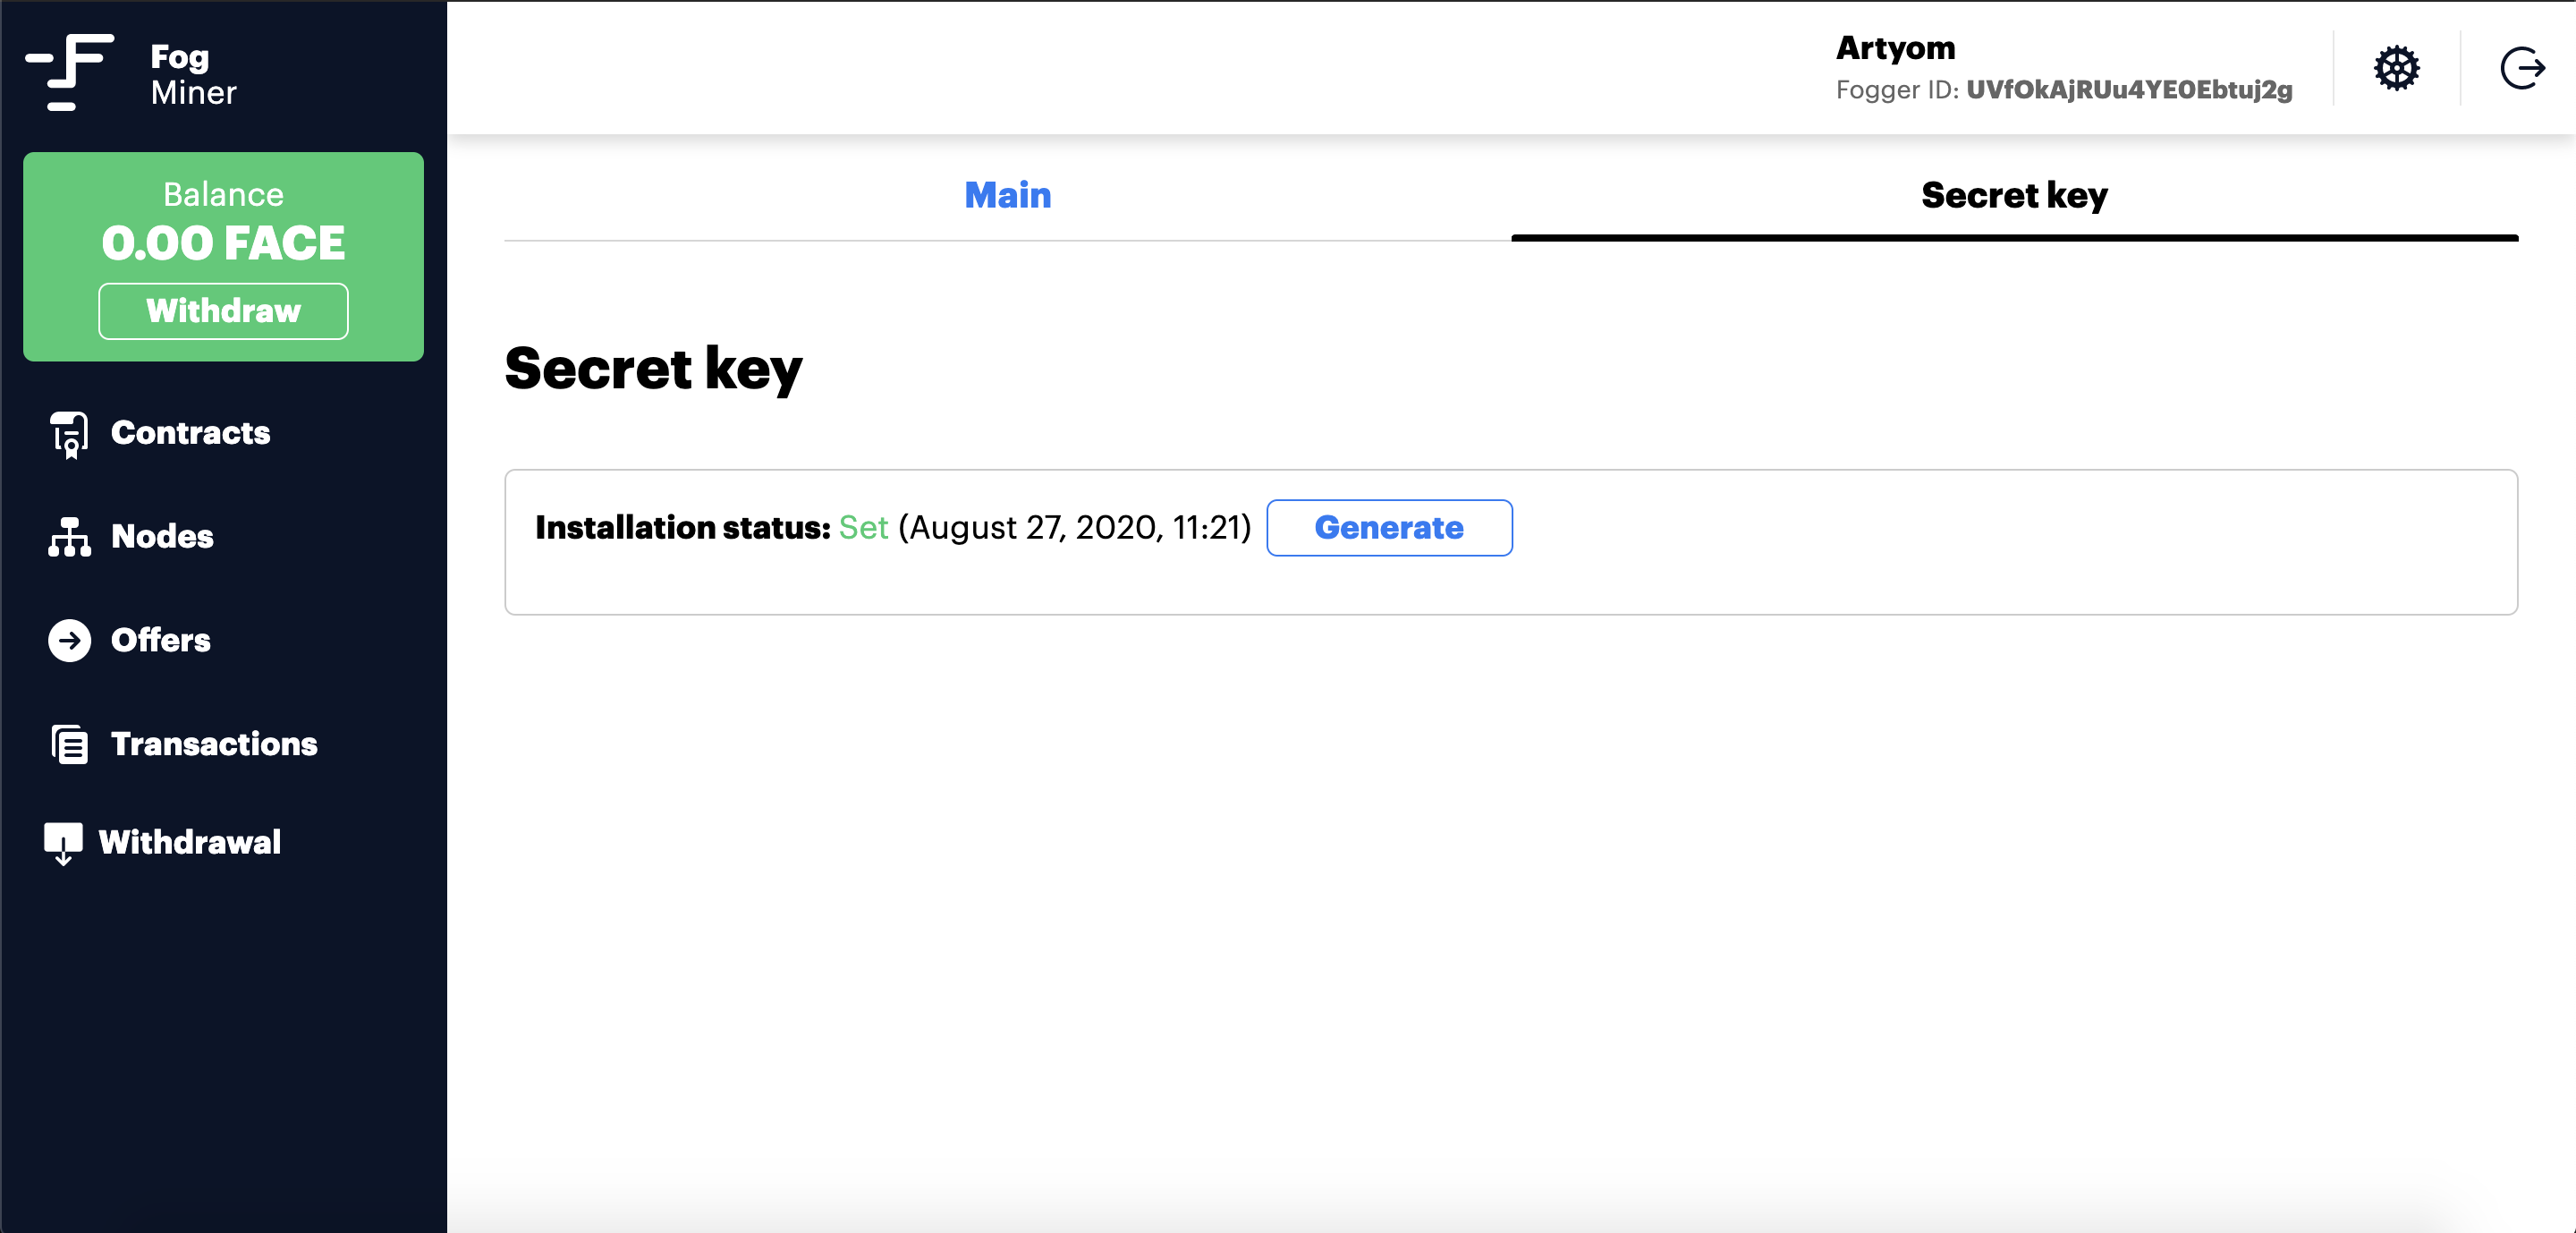 Fog
Miner
Artyom
Fogger ID: UVfOkAjRUu4YE0Ebtuj2g
Balance
0.00 FACE
Withdraw
Contracts
Nodes
Offers
Transactions
Withdrawal
Main
Secret key
Secret key
Installation status: Set (August 27, 2020, 11:21) Generate